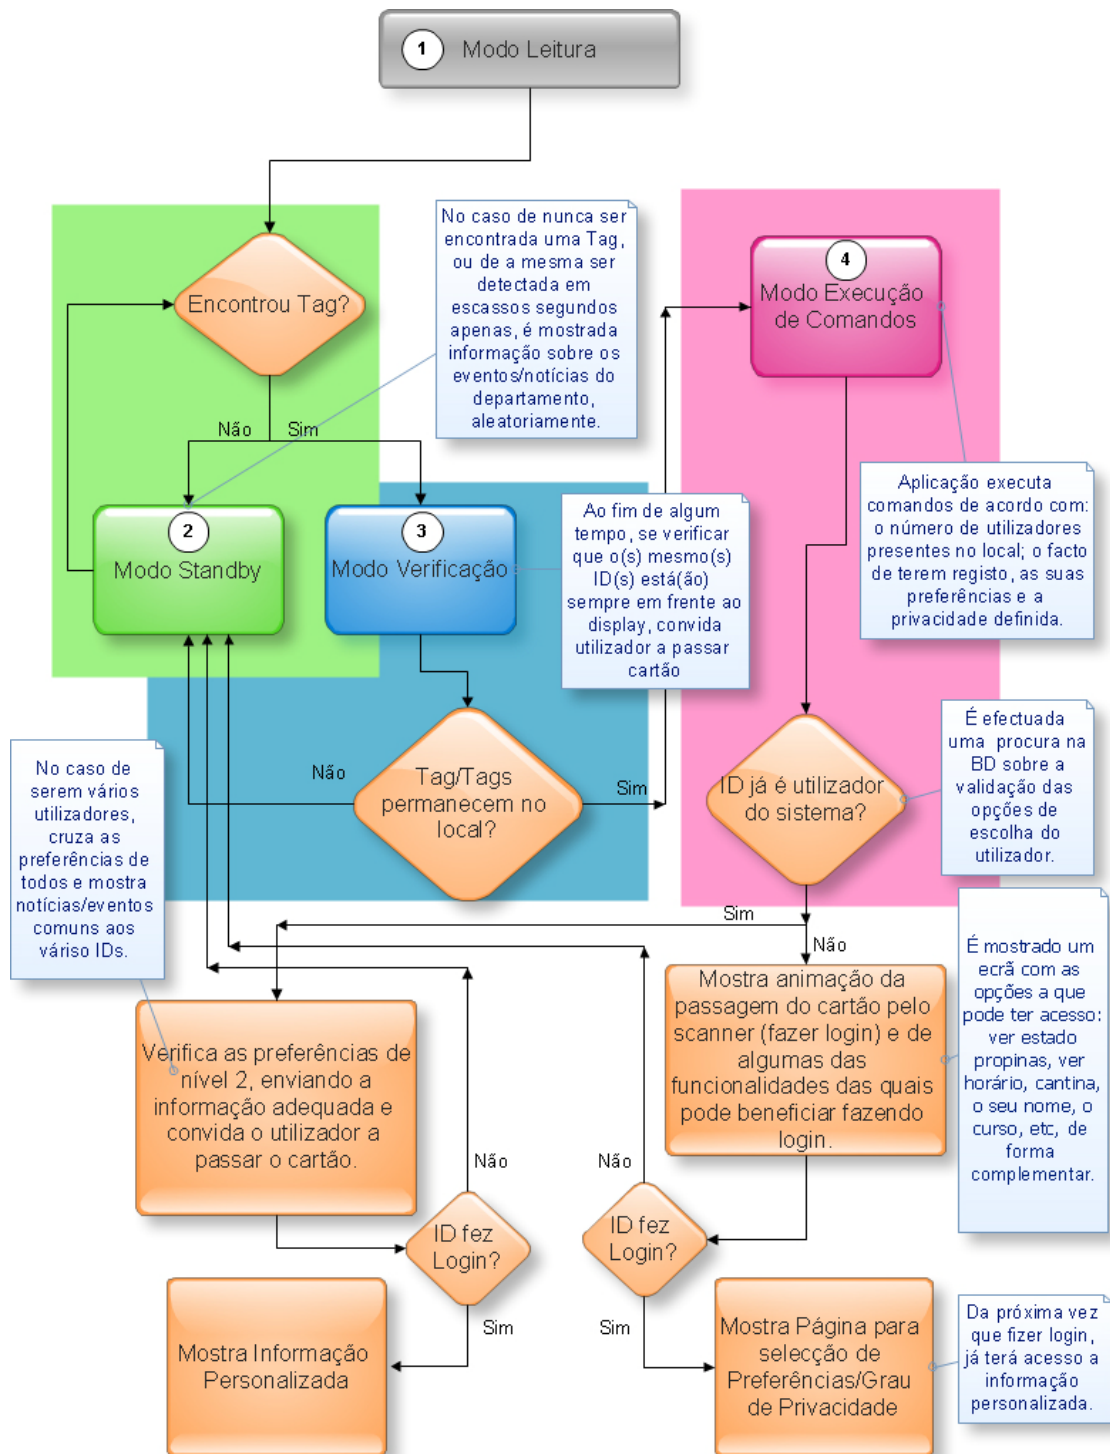 1 Modo Leitura
No caso de nunca ser
encontrada uma Tag,
ou de a mesma ser
detectada em
escassos segundos
apenas, é mostrada
informação sobre os
eventos/notícias do
departamento,
aleatoriamente.
4
Modo Execução
de Comandos
Encontrou Tag?
Não
Sim
Aplicação executa
comandos de acordo com:
o número de utilizadores
presentes no local; o facto
de terem registo, as suas
preferências e a
privacidade definida.
2
Modo Standby
3
Modo Verificação
Ao fim de algum
tempo, se verificar
que o(s) mesmo(s)
ID(s) está(ão)
sempre em frente ao
display, convida
utilizador a passar
cartão
No caso de
serem vários
utilizadores,
cruza as
preferências de
todos e mostra
notícias/eventos
comuns aos
váriso IDs.
Não
Tag/Tags
permanecem no
local?
Sim
ID já é utilizador
do sistema?
É efectuada
uma procura na
BD sobre a
validação das
opções de
escolha do
utilizador.
Sim
Não
Verifica as preferências de
nível 2, enviando a
informação adequada e
convida o utilizador a
passar o cartão.
Mostra animação da
passagem do cartão pelo
scanner (fazer login) e de
algumas das
funcionalidades das quais
pode beneficiar fazendo
login.
É mostrado um
ecrã com as
opções a que
pode ter acesso:
ver estado
propinas, ver
horário, cantina,
o seu nome, o
curso, etc, de
forma
complementar.
Não
Não
ID fez
Login?
ID fez
Login?
Sim
Sim
Mostra Informação
Personalizada
Mostra Página para
selecção de
Preferências/Grau
de Privacidade
Da próxima vez
que fizer login,
já terá acesso a
informação
personalizada.